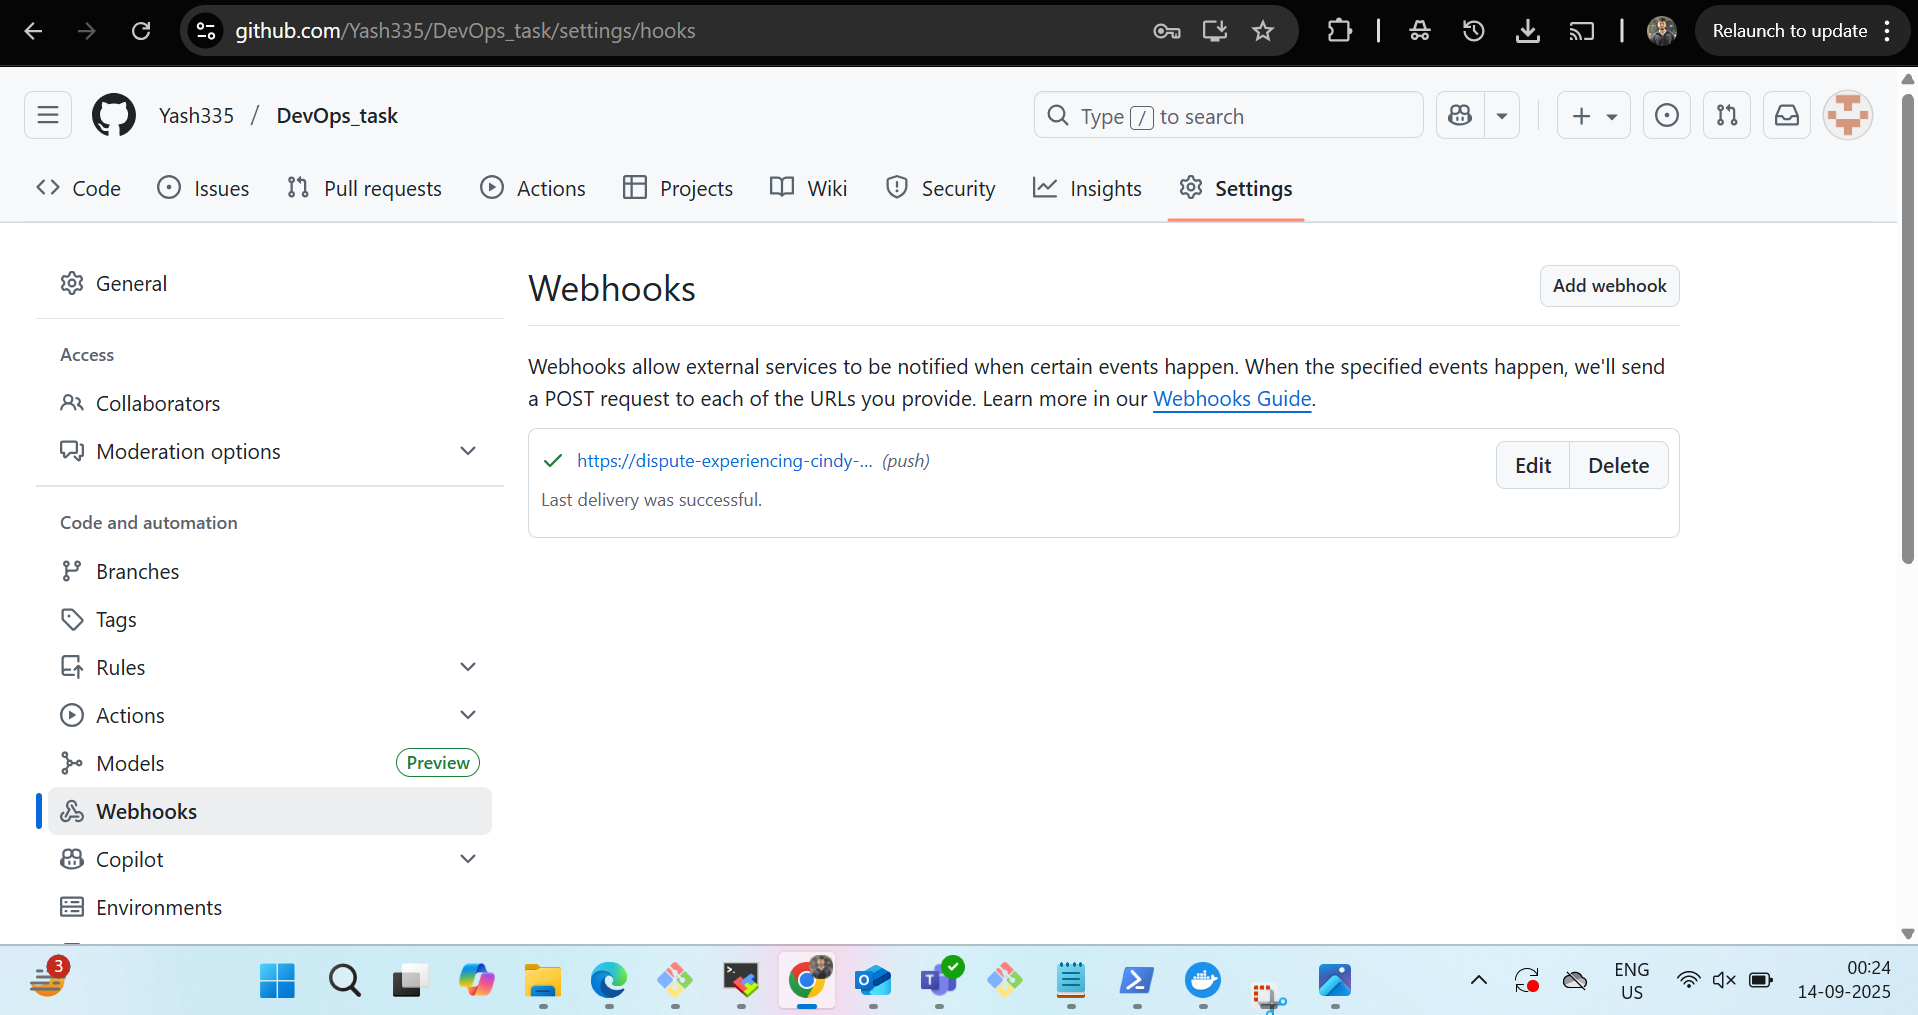 github.com/Yash335/DevOps_task/settings/hooks
Relaunch to update
Yash335 / DevOps_task
Type / to search
Code
Issues
Pull requests
Actions
Projects
Wiki
Security
Insights
Settings
General
Access
Collaborators
Moderation options
Code and automation
Branches
Tags
Rules
Actions
Models
Preview
Webhooks
Copilot
Environments
Webhooks
Add webhook
Webhooks allow external services to be notified when certain events happen. When the specified events happen, we'll send
a POST request to each of the URLs you provide. Learn more in our Webhooks Guide.
https://dispute-experiencing-cindy-... (push)
Edit
Delete
Last delivery was successful.
3
ENG
US
00:24
14-09-2025